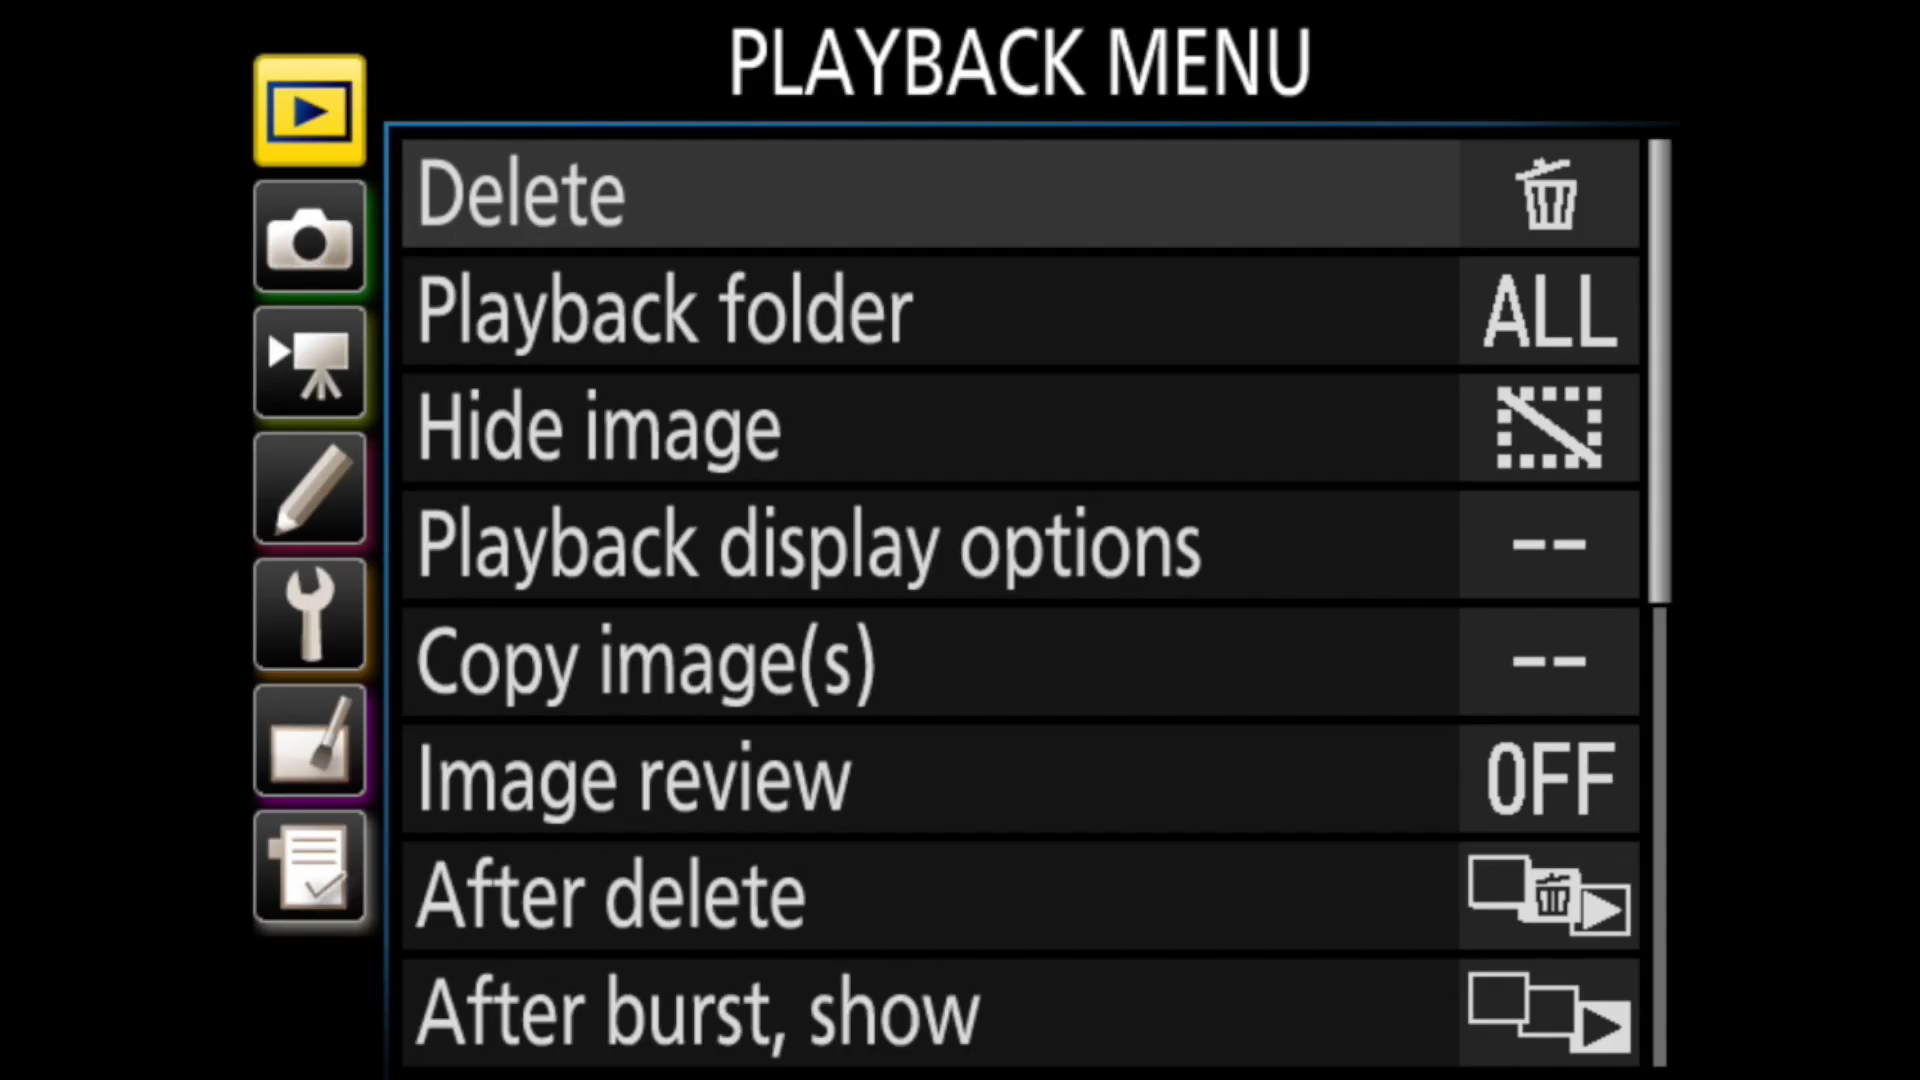 PLAYBACK MENU
Delete
Playback folder ALL
Hide image
Playback display options --
Copy image(s) --
Image review OFF
After delete
After burst, show